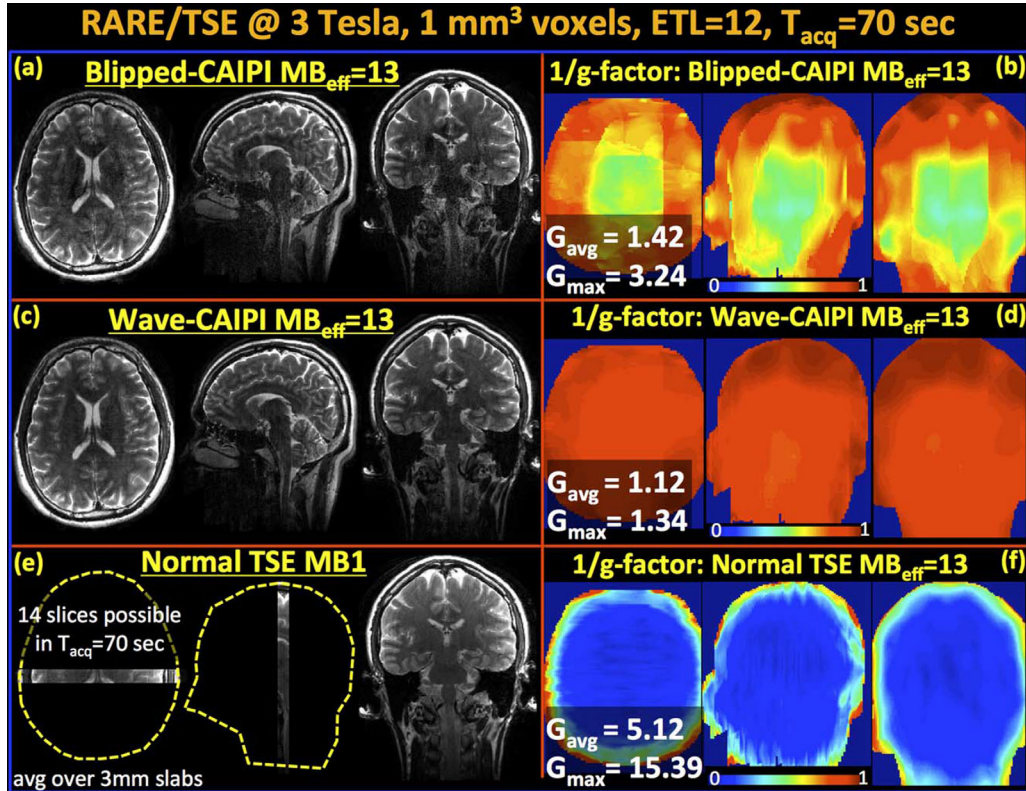 RARE/TSE @ 3 Tesla, 1 mm³ voxels, ETL=12, Tacq=70 sec
(a) Blipped-CAIPI MBeff=13
1/g-factor: Blipped-CAIPI MBeff=13 (b)
Gavg = 1.42
Gmax = 3.24
0 1
(c) Wave-CAIPI MBeff=13
1/g-factor: Wave-CAIPI MBeff=13 (d)
Gavg = 1.12
Gmax = 1.34
0 1
(e) Normal TSE MB1
14 slices possible
in Tacq=70 sec
avg over 3mm slabs
1/g-factor: Normal TSE MBeff=13 (f)
Gavg = 5.12
Gmax = 15.39
0 1